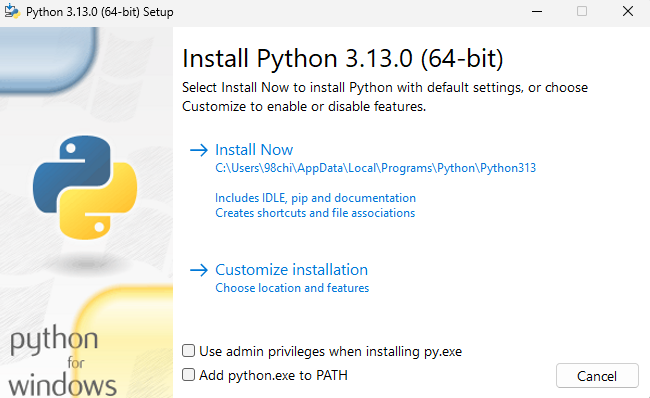 Python 3.13.0 (64-bit) Setup
Install Python 3.13.0 (64-bit)
Select Install Now to install Python with default settings, or choose
Customize to enable or disable features.
Install Now
C:\Users\98chi\AppData\Local\Programs\Python\Python313
Includes IDLE, pip and documentation
Creates shortcuts and file associations
Customize installation
Choose location and features
python
for
windows
Use admin privileges when installing py.exe
Add python.exe to PATH
Cancel